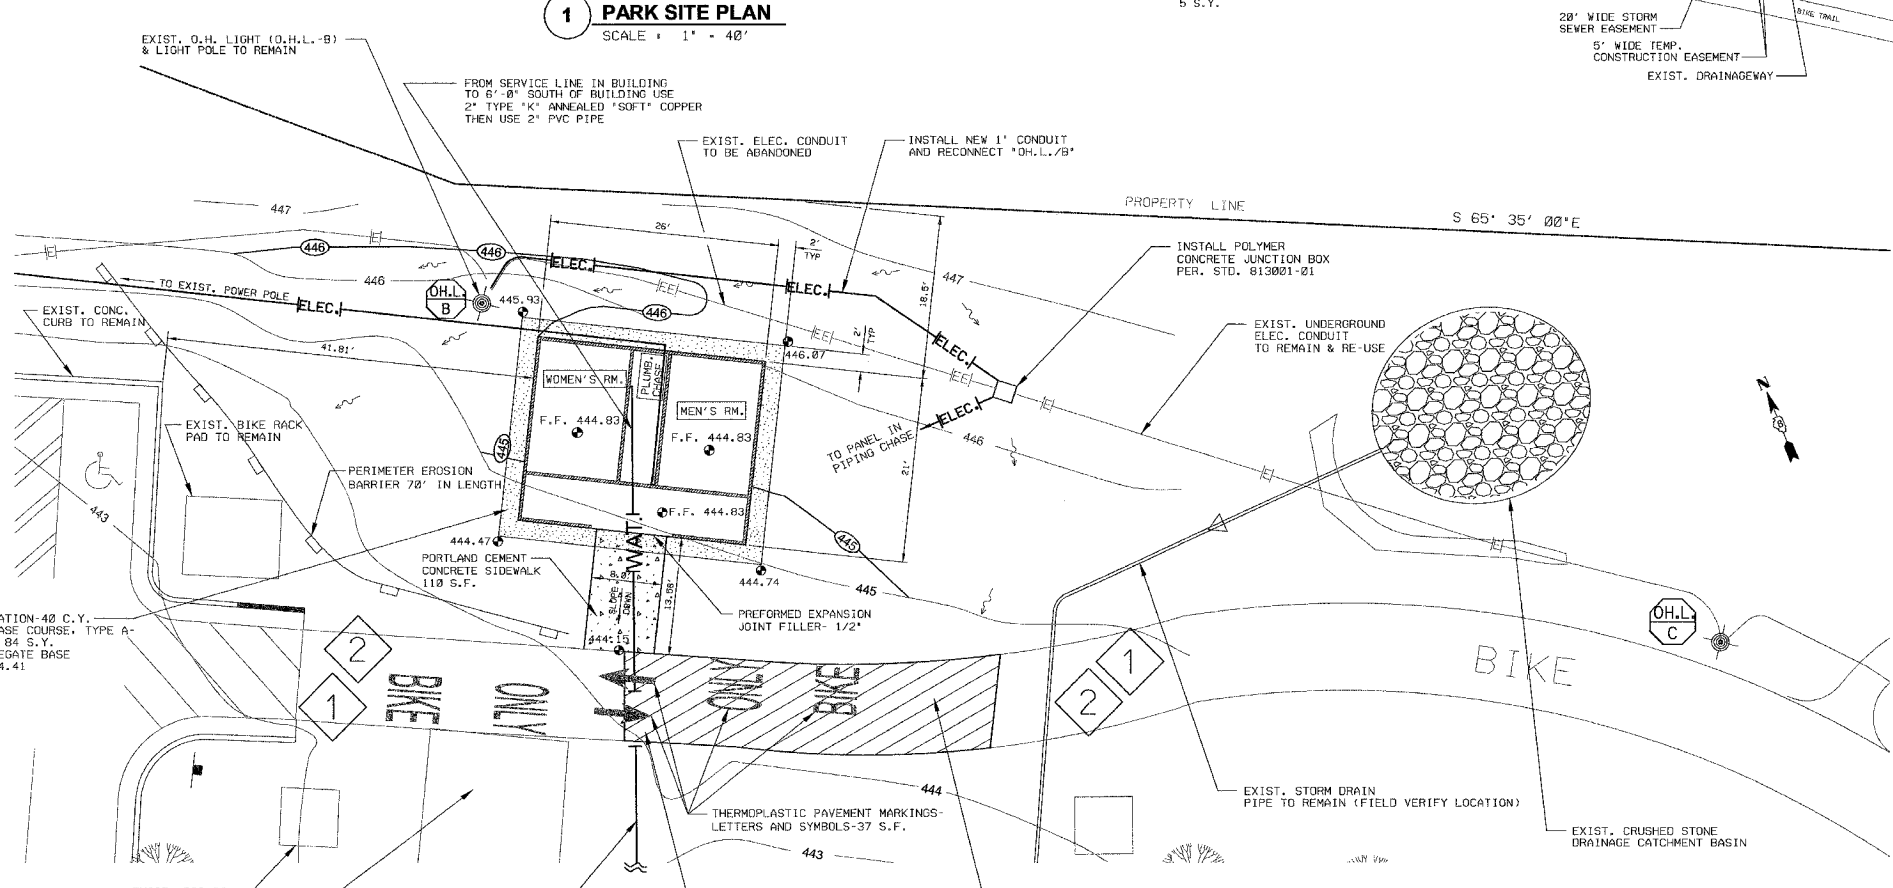 1 PARK SITE PLAN
SCALE : 1" - 40'
5 S.Y.
20' WIDE STORM
SEWER EASEMENT
5' WIDE TEMP.
CONSTRUCTION EASEMENT
EXIST. DRAINAGEWAY
BIKE TRAIL
EXIST. O.H. LIGHT (O.H.L.-B)
& LIGHT POLE TO REMAIN
FROM SERVICE LINE IN BUILDING
TO 6'-0" SOUTH OF BUILDING USE
2" TYPE "K" ANNEALED "SOFT" COPPER
THEN USE 2" PVC PIPE
EXIST. ELEC. CONDUIT
TO BE ABANDONED
INSTALL NEW 1" CONDUIT
AND RECONNECT "OH.L./B"
PROPERTY LINE
S 65° 35' 00"E
447
446
446
446
26'
2'
TYP
18.5'
447
INSTALL POLYMER
CONCRETE JUNCTION BOX
PER. STD. 813001-01
E
E
ELEC.
ELEC.
TO EXIST. POWER POLE
ELEC.
OH.L.
B
445.93
EE
446
EE
446.07
2'
TYP
ELEC.
EE
ELEC.
E
EXIST. CONC.
CURB TO REMAIN
41.81'
EXIST. UNDERGROUND
ELEC. CONDUIT
TO REMAIN & RE-USE
N
WOMEN'S RM.
PLUMB.
CHASE
MEN'S RM.
F.F. 444.83
F.F. 444.83
F.F. 444.83
TO PANEL IN
PIPING CHASE
446
21'
E
E
EXIST. BIKE RACK
PAD TO REMAIN
445
PERIMETER EROSION
BARRIER 70' IN LENGTH
443
444.47
WAT.
PORTLAND CEMENT
CONCRETE SIDEWALK
110 S.F.
8.0'
SLOPE
DOWN
13.66'
444.74
445
445
PREFORMED EXPANSION
JOINT FILLER- 1/2"
444.15
ATION-40 C.Y.
ASE COURSE, TYPE A-
84 S.Y.
EGATE BASE
4.41
2
1
BIKE
ONLY
ONLY
BIKE
1
2
BIKE
OH.L.
C
THERMOPLASTIC PAVEMENT MARKINGS-
LETTERS AND SYMBOLS-37 S.F.
444
443
EXIST. STORM DRAIN
PIPE TO REMAIN (FIELD VERIFY LOCATION)
EXIST. CRUSHED STONE
DRAINAGE CATCHMENT BASIN